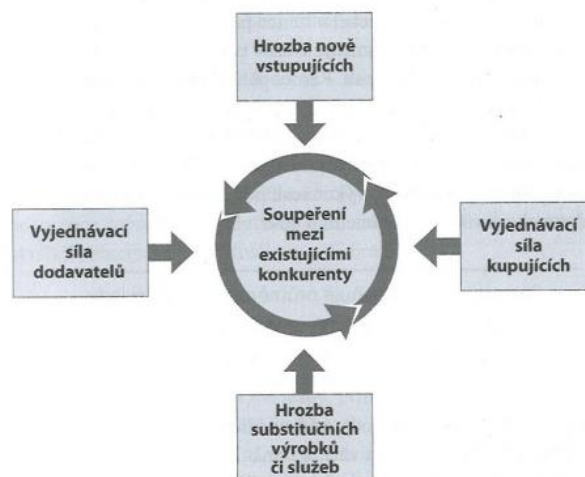 Hrozba nově
vstupujících
Vyjednávací
síla
dodavatelů
Soupeření
mezi
existujícími
konkurenty
Vyjednávací
síla
kupujících
Hrozba
substitučních
výrobků
či služeb